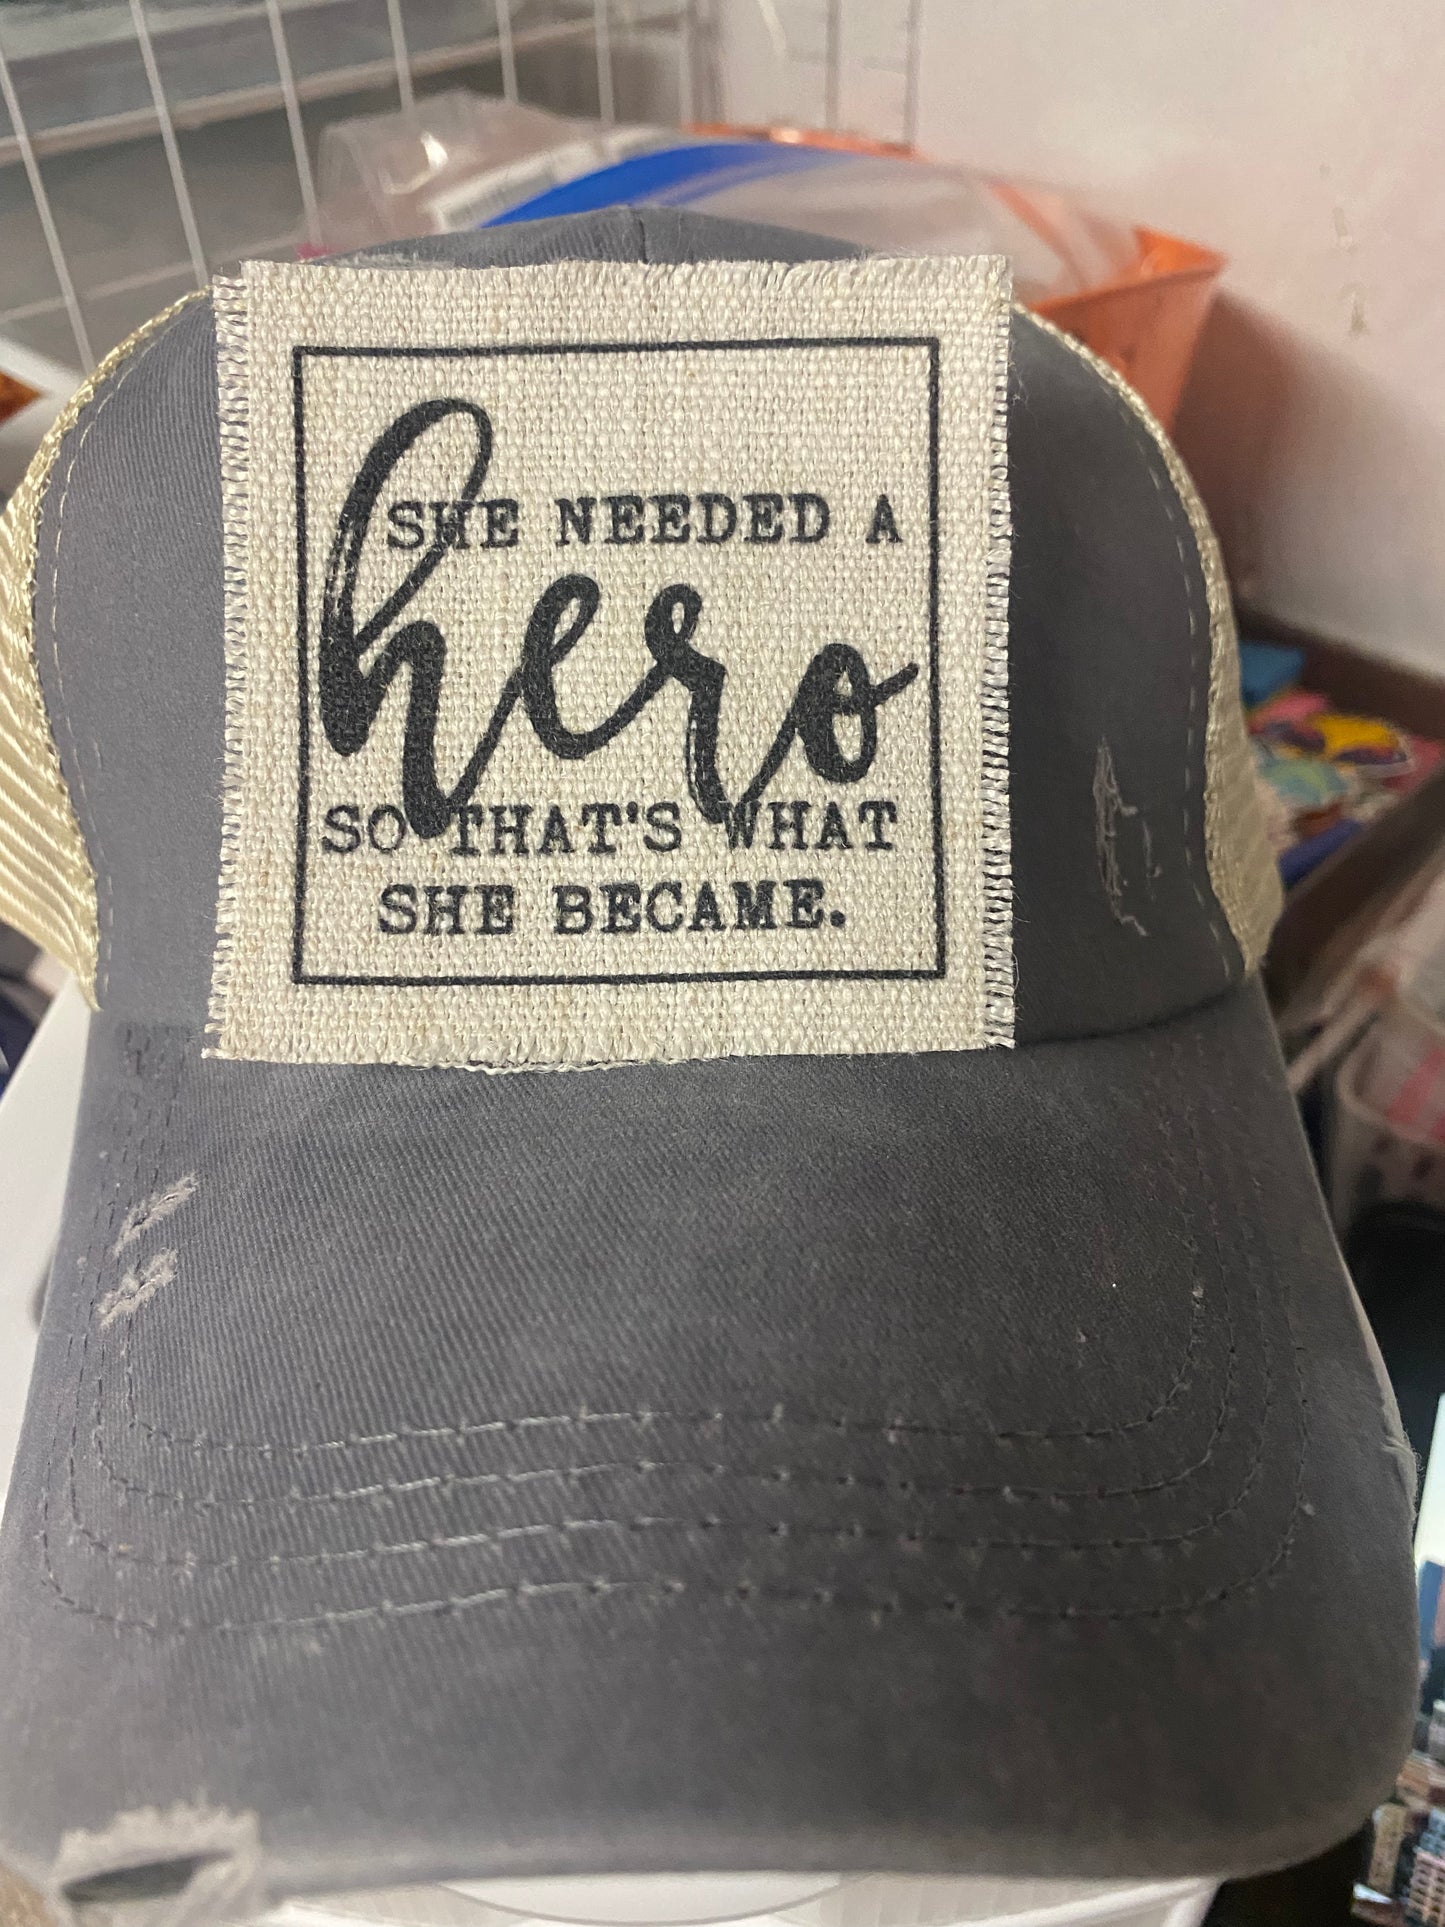 SHE NEEDED A
hero
SO THAT'S WHAT
SHE BECAME.